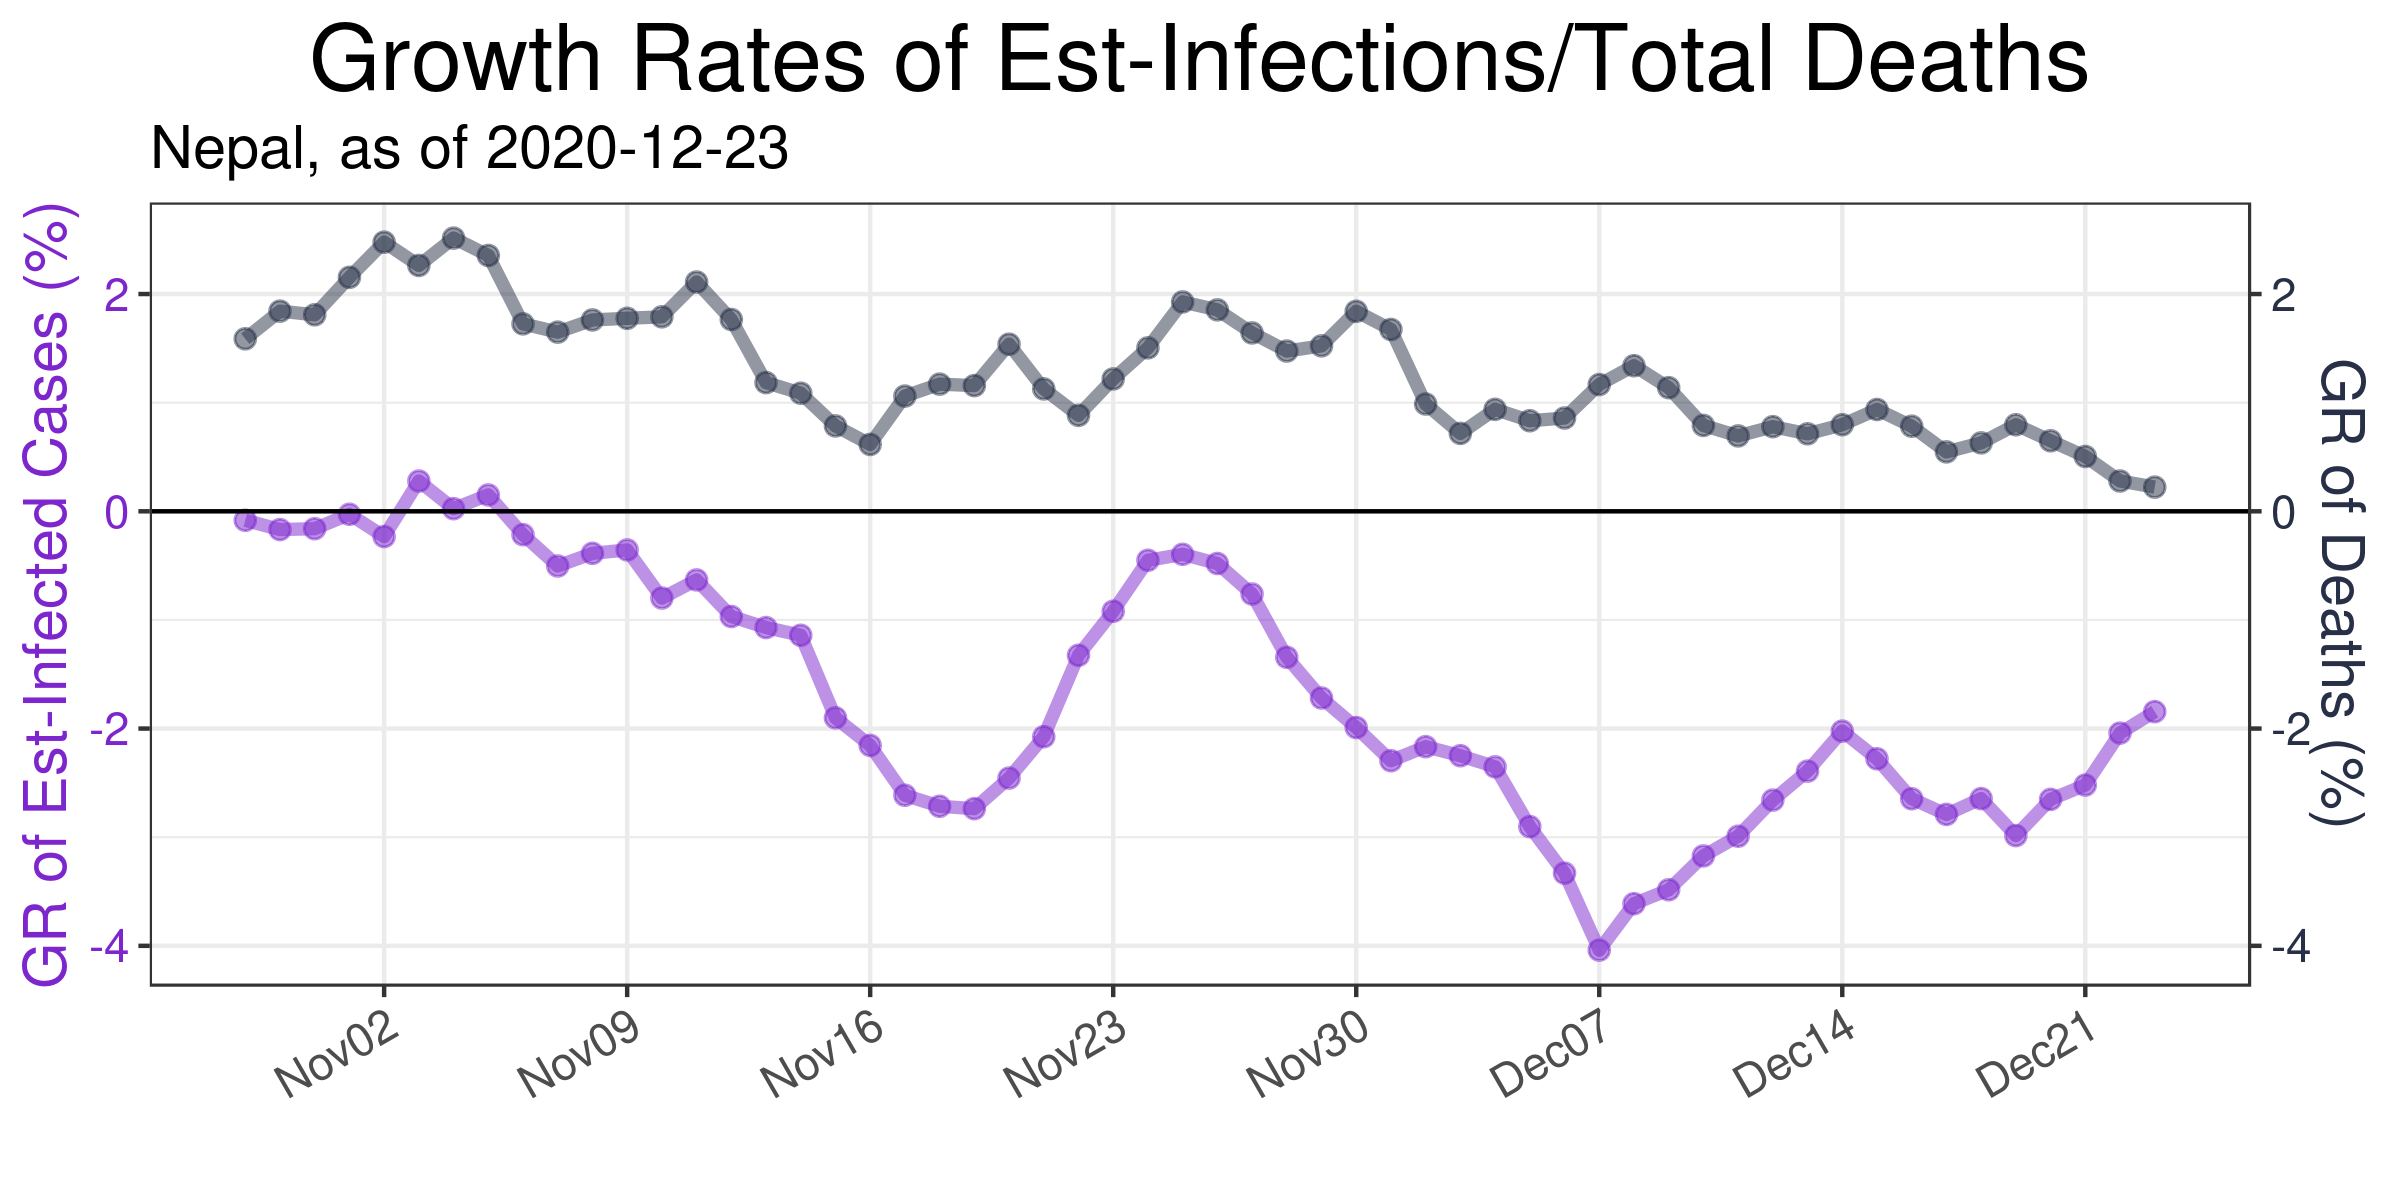 Growth Rates of Est-Infections/Total Deaths
Nepal, as of 2020-12-23
GR of Est-Infected Cases (%)
2
0
-2
-4
2
0
-2
-4
GR of Deaths (%)
Nov02
Nov09
Nov16
Nov23
Nov30
Dec07
Dec14
Dec21